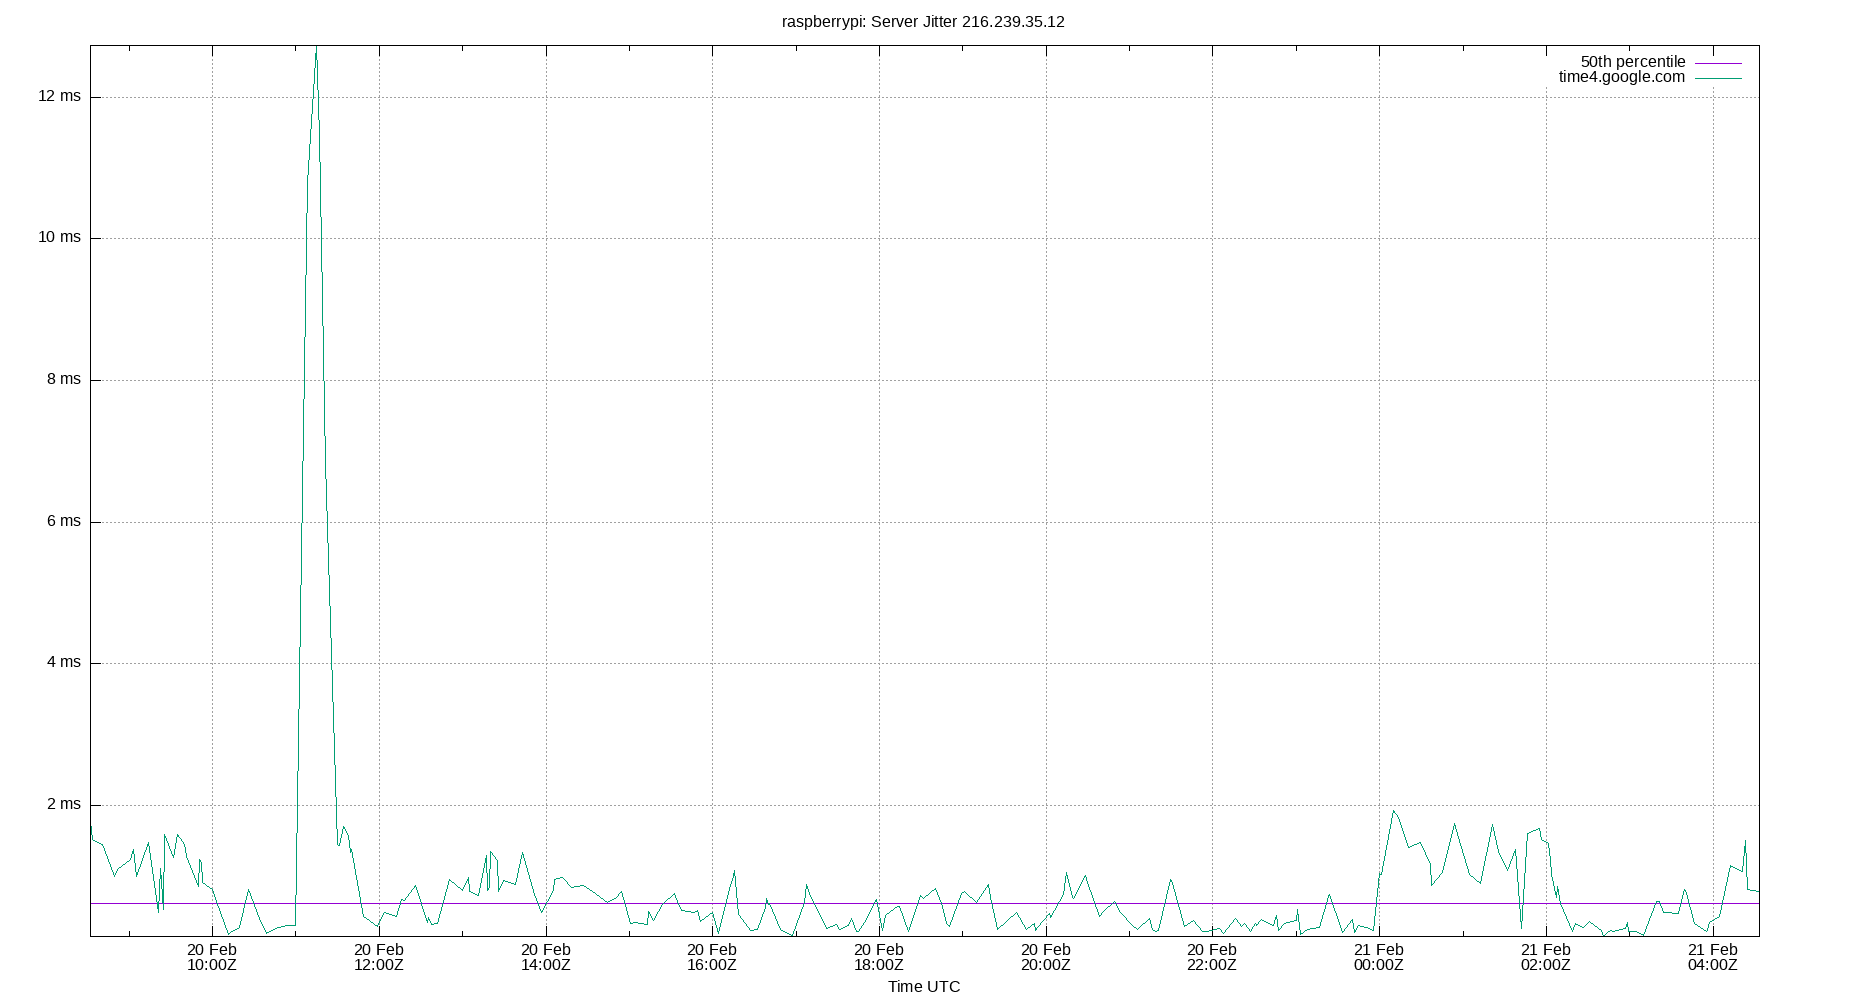 raspberrypi: Server Jitter 216.239.35.12
50th percentile
time4.google.com
12 ms
10 ms
8 ms
6 ms
4 ms
2 ms
20 Feb 20 Feb 20 Feb 20 Feb 20 Feb 20 Feb 20 Feb 21 Feb 21 Feb 21 Feb
10:00Z 12:00Z 14:00Z 16:00Z 18:00Z 20:00Z 22:00Z 00:00Z 02:00Z 04:00Z
Time UTC